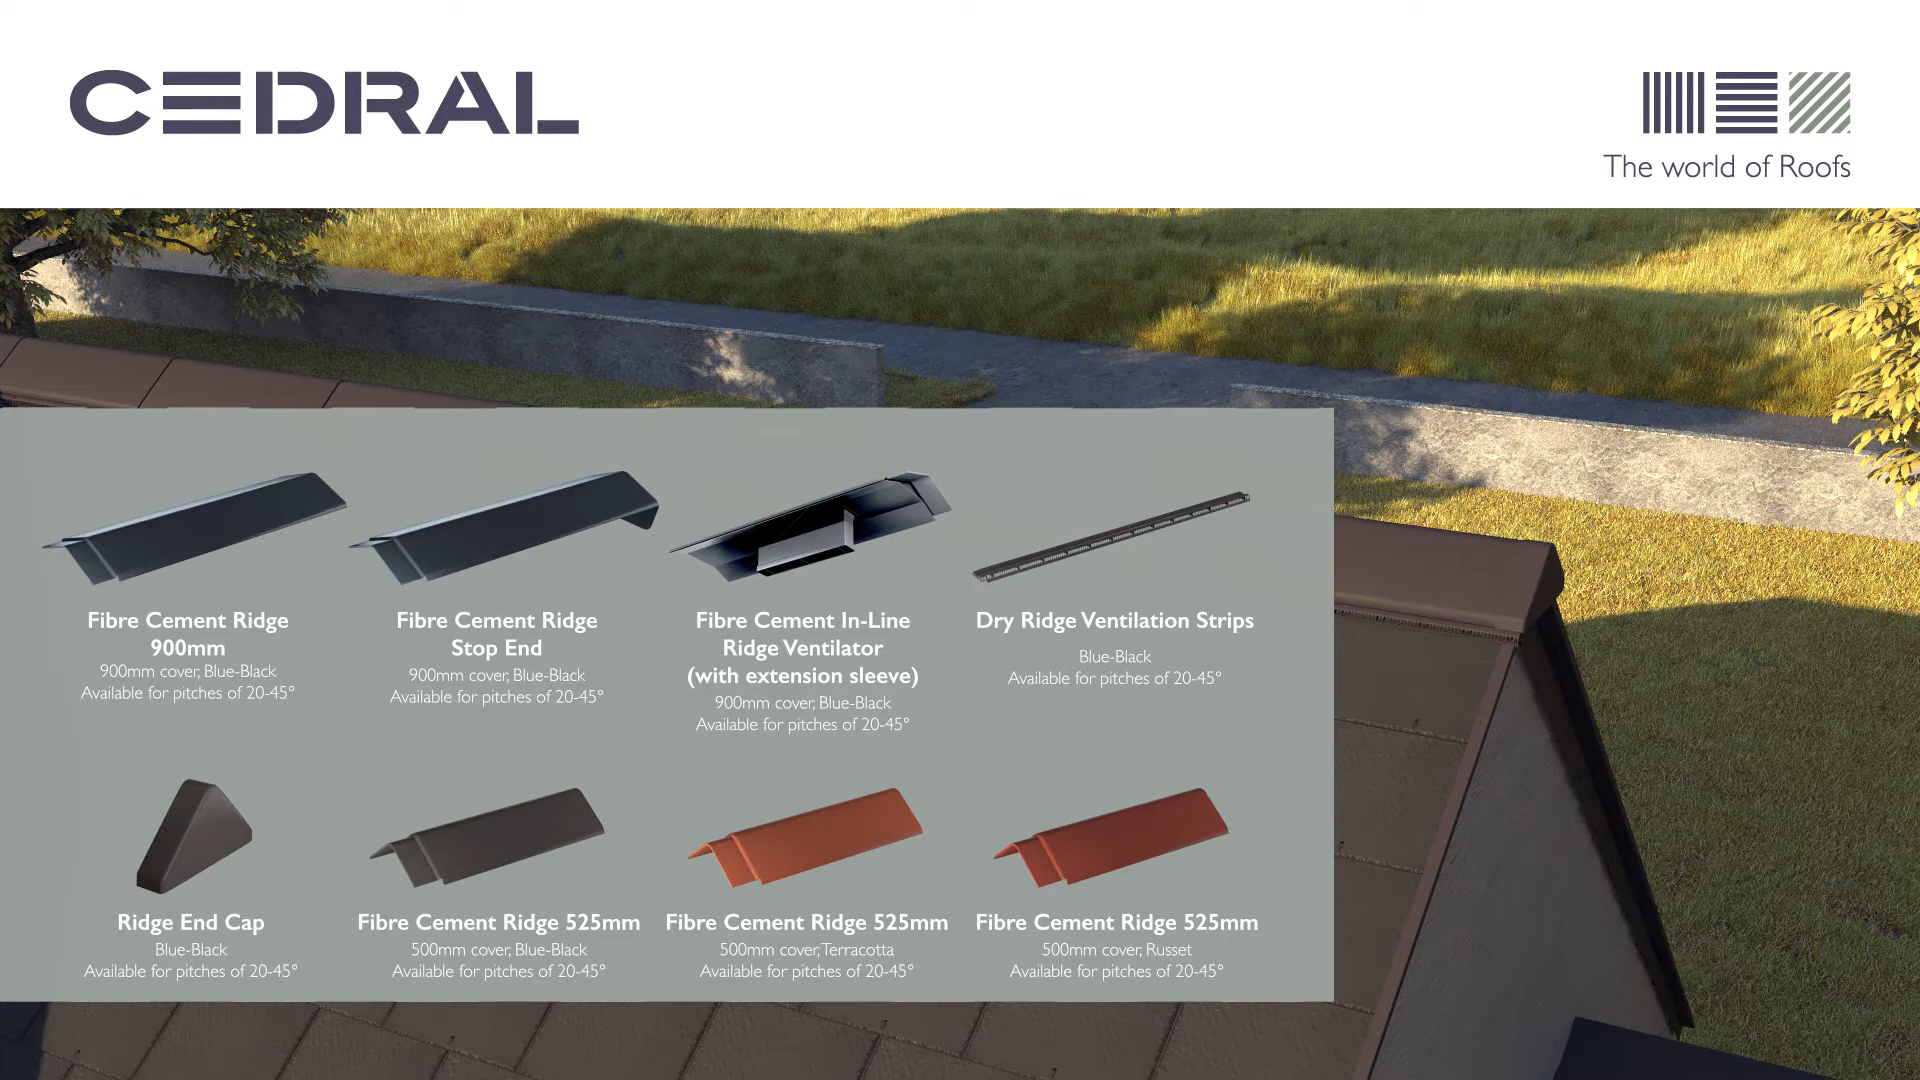 CEDRAL
The world of Roofs
Fibre Cement Ridge
900mm
900mm cover, Blue-Black
Available for pitches of 20-45°
Fibre Cement Ridge
Stop End
900mm cover, Blue-Black
Available for pitches of 20-45°
Fibre Cement In-Line
Ridge Ventilator
(with extension sleeve)
900mm cover, Blue-Black
Available for pitches of 20-45°
Dry Ridge Ventilation Strips
Blue-Black
Available for pitches of 20-45°
Ridge End Cap
Blue-Black
Available for pitches of 20-45°
Fibre Cement Ridge 525mm
500mm cover, Blue-Black
Available for pitches of 20-45°
Fibre Cement Ridge 525mm
500mm cover, Terracotta
Available for pitches of 20-45°
Fibre Cement Ridge 525mm
500mm cover, Russet
Available for pitches of 20-45°